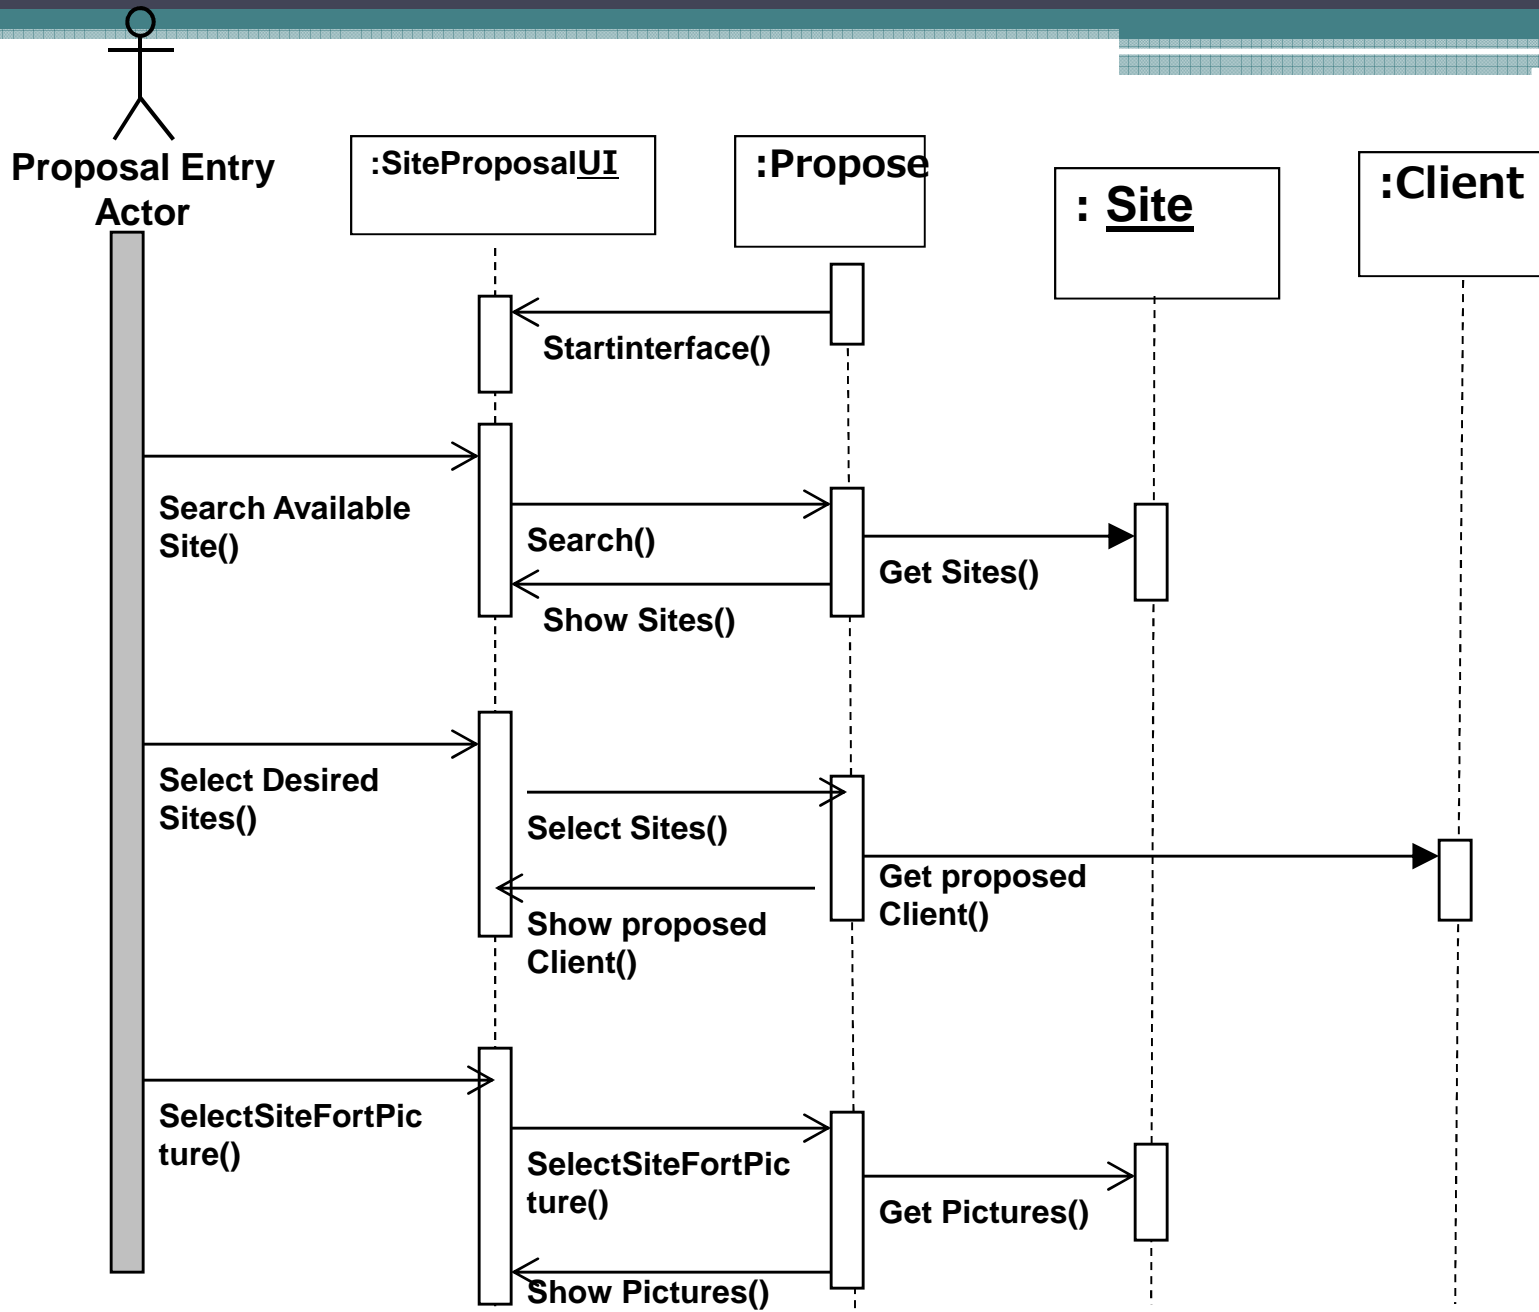 Proposal Entry
Actor
:SiteProposalUI
:Propose
: Site
:Client
Startinterface()
Search Available
Site()
Search()
Get Sites()
Show Sites()
Select Desired
Sites()
Select Sites()
Get proposed
Client()
Show proposed
Client()
SelectSiteFortPic
ture()
SelectSiteFortPic
ture()
Get Pictures()
Show Pictures()